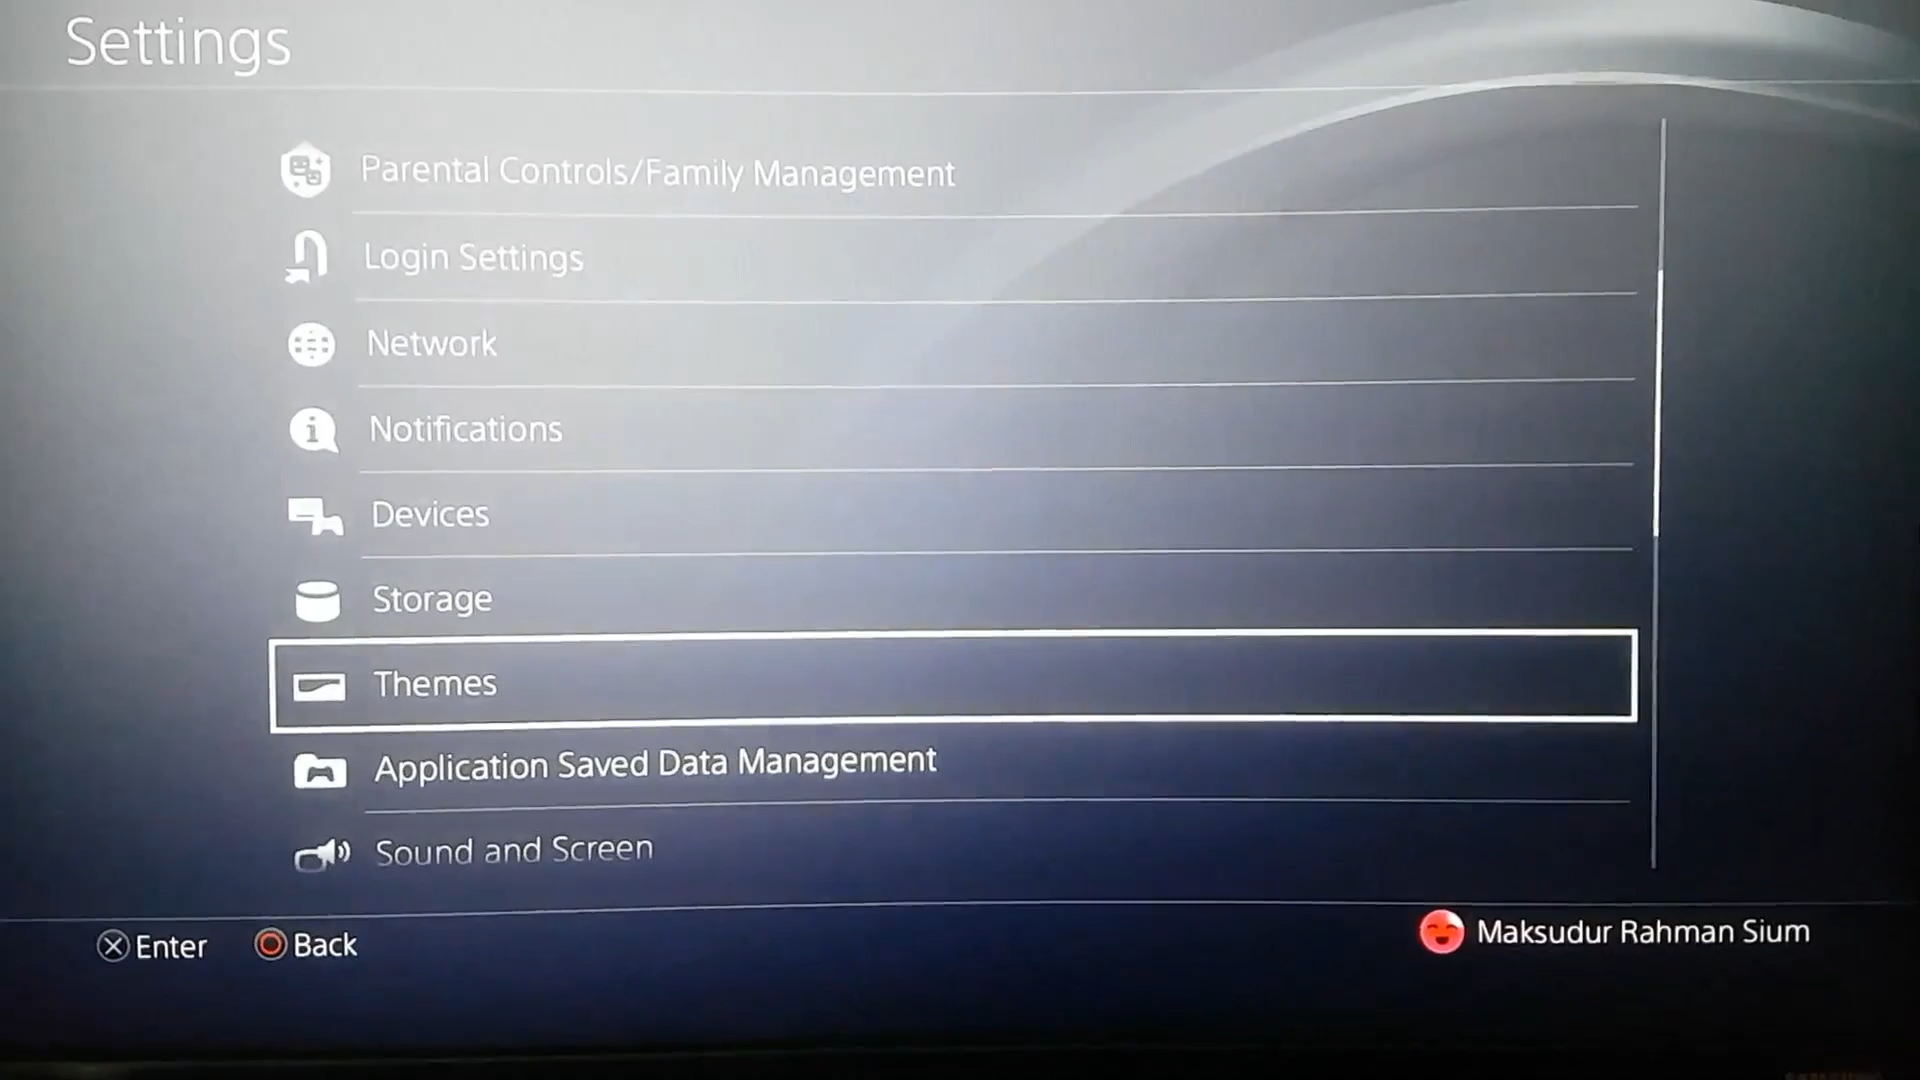 Settings
Parental Controls/Family Management
Login Settings
Network
Notifications
Devices
Storage
Themes
Application Saved Data Management
Sound and Screen
Enter Back
Maksudur Rahman Sium